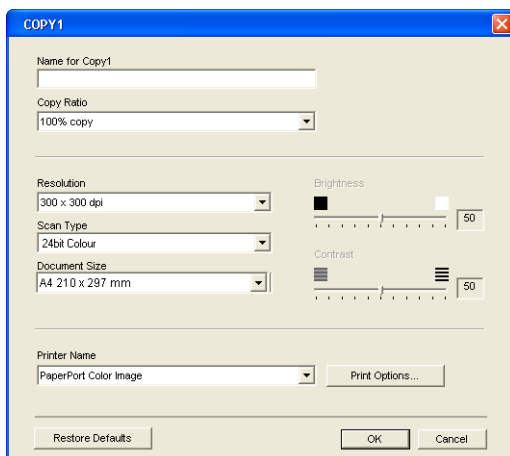 COPY1
Name for Copy1
Copy Ratio
100% copy
Resolution
300 x 300 dpi
Scan Type
24bit Colour
Document Size
A4 210 x 297 mm
Brightness
50
Contrast
50
Printer Name
PaperPort Color Image
Print Options...
Restore Defaults
OK
Cancel